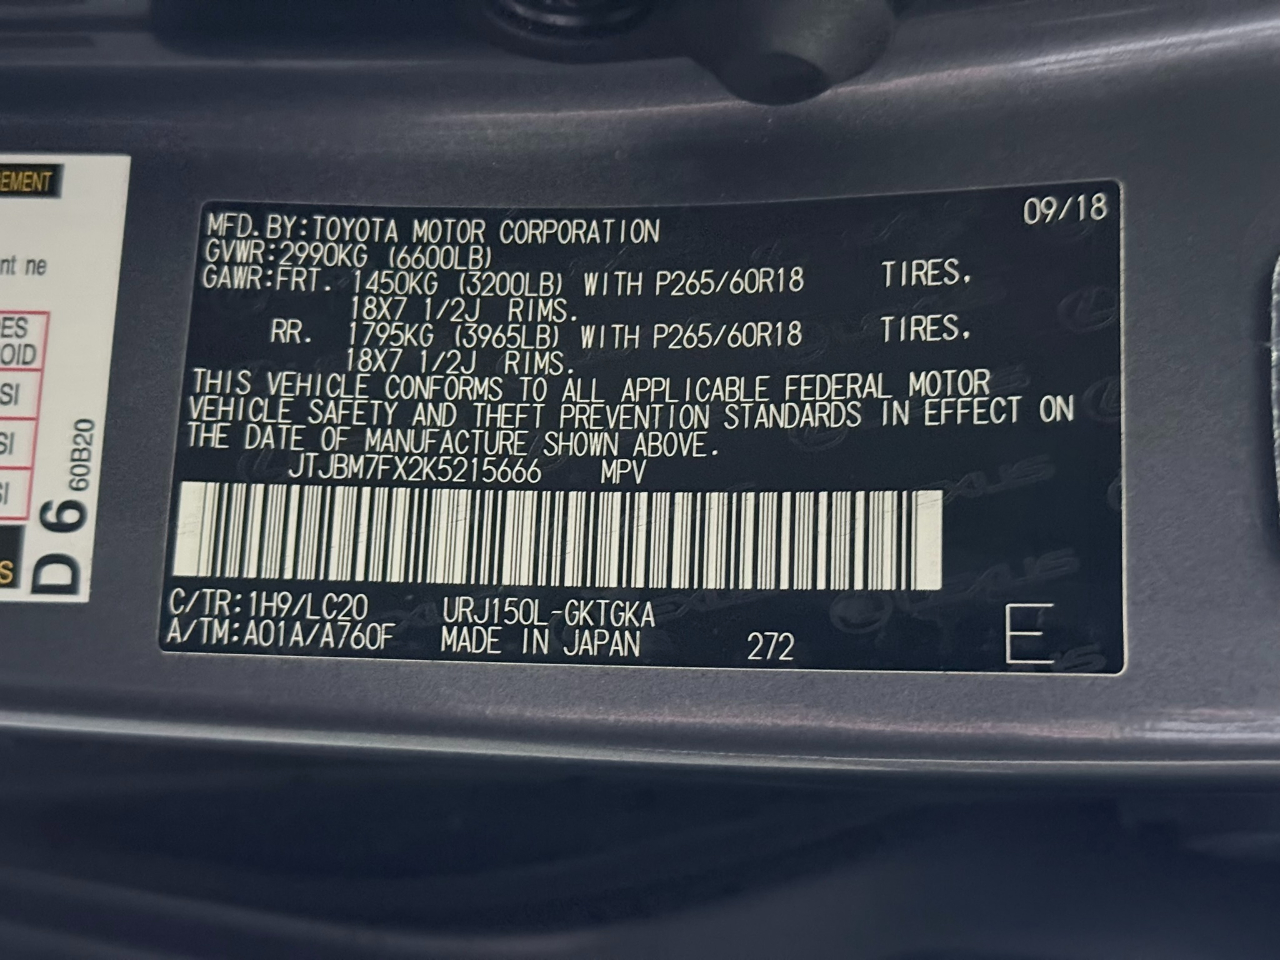 EMENT
nt ne
ES
OID
SI
SI
SI
S
D 6
60B20
09/18
MFD.BY:TOYOTA MOTOR CORPORATION
GVWR:2990KG (6600LB)
GAWR:FRT. 1450KG (3200LB) WITH P265/60R18 TIRES.
18X7 1/2J RIMS.
RR. 1795KG (3965LB) WITH P265/60R18 TIRES.
18X7 1/2J RIMS.
THIS VEHICLE CONFORMS TO ALL APPLICABLE FEDERAL MOTOR
VEHICLE SAFETY AND THEFT PREVENTION STANDARDS IN EFFECT ON
THE DATE OF MANUFACTURE SHOWN ABOVE.
JTJBM7FX2K5215666 MPV
C/TR:1H9/LC20 URJ150L-GKTGKA
A/TM:A01A/A760F MADE IN JAPAN 272 E